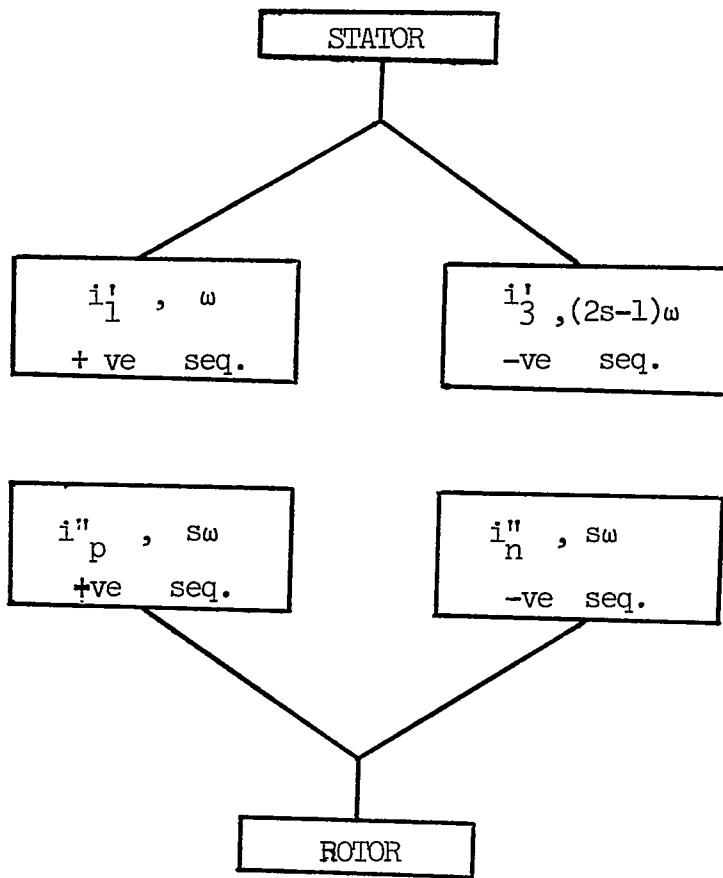 STATOR
i'1 , ω
+ ve seq.
i'3 ,(2s-1)ω
-ve seq.
i"p , sω
+ve seq.
i"n , sω
-ve seq.
ROTOR